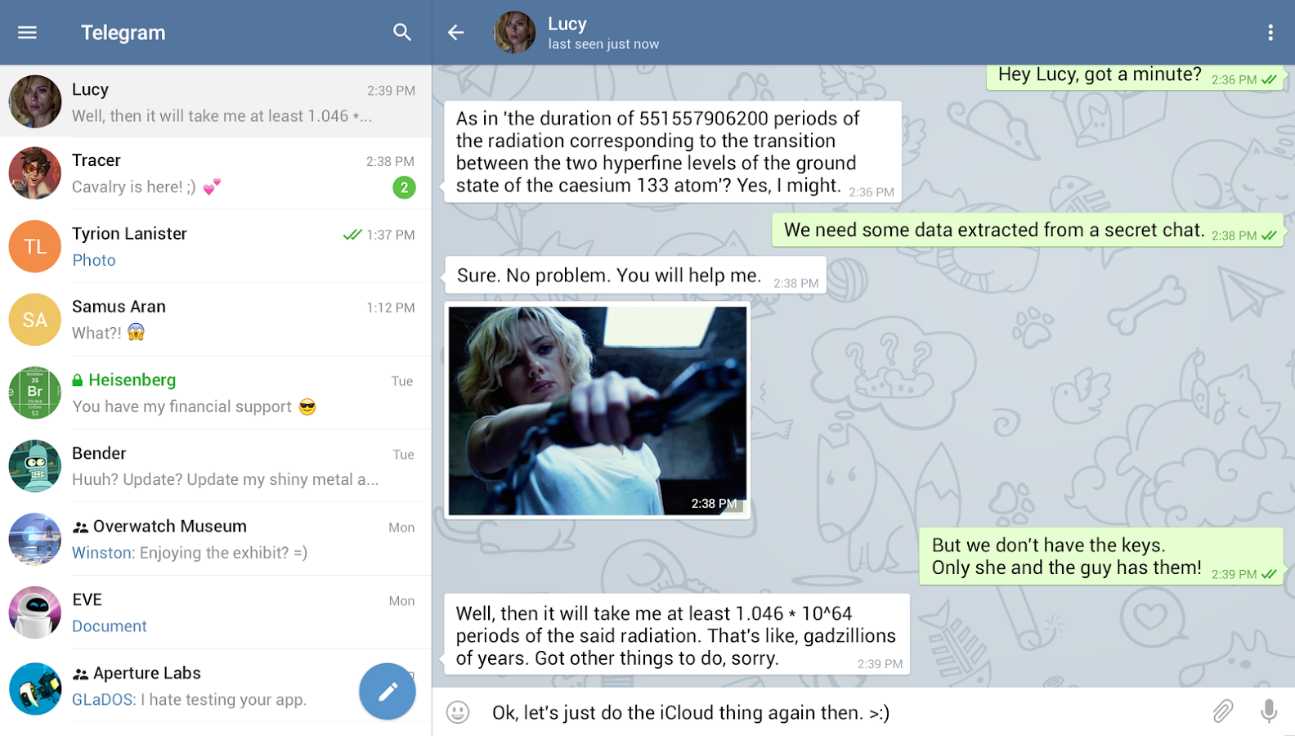 Telegram
Lucy
2:39 PM
Well, then it will take me at least 1.046 *...
Tracer
2:38 PM
Cavalry is here! ;) 💕
2
TL
Tyrion Lanister
1:37 PM
Photo
SA
Samus Aran
1:12 PM
What?! 😱
35
Br
53
Heisenberg
Tue
You have my financial support 😎
Bender
Tue
Huuh? Update? Update my shiny metal a...
Overwatch Museum
Mon
Winston: Enjoying the exhibit? =)
EVE
Mon
Document
Aperture Labs
GLaDOS: I hate testing your app.
Lucy
last seen just now
Hey Lucy, got a minute? 2:36 PM
As in 'the duration of 551557906200 periods of
the radiation corresponding to the transition
between the two hyperfine levels of the ground
state of the caesium 133 atom'? Yes, I might. 2:36 PM
We need some data extracted from a secret chat. 2:38 PM
Sure. No problem. You will help me. 2:38 PM
2:38 PM
But we don't have the keys.
Only she and the guy has them! 2:39 PM
Well, then it will take me at least 1.046 * 10^64
periods of the said radiation. That's like, gadzillions
of years. Got other things to do, sorry. 2:39 PM
Ok, let's just do the iCloud thing again then. >:)